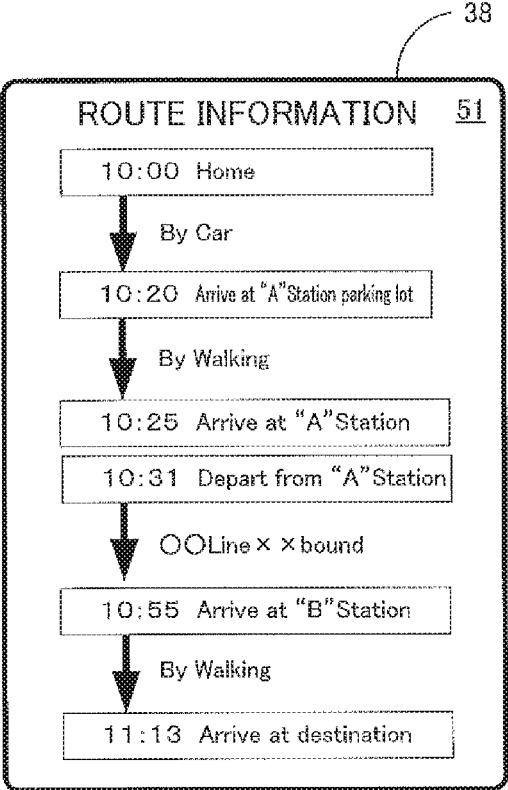 38
ROUTE INFORMATION 51
10:00 Home
By Car
10:20 Arrive at "A"Station parking lot
By Walking
10:25 Arrive at "A"Station
10:31 Depart from "A"Station
○○Line××bound
10:55 Arrive at "B"Station
By Walking
11:13 Arrive at destination